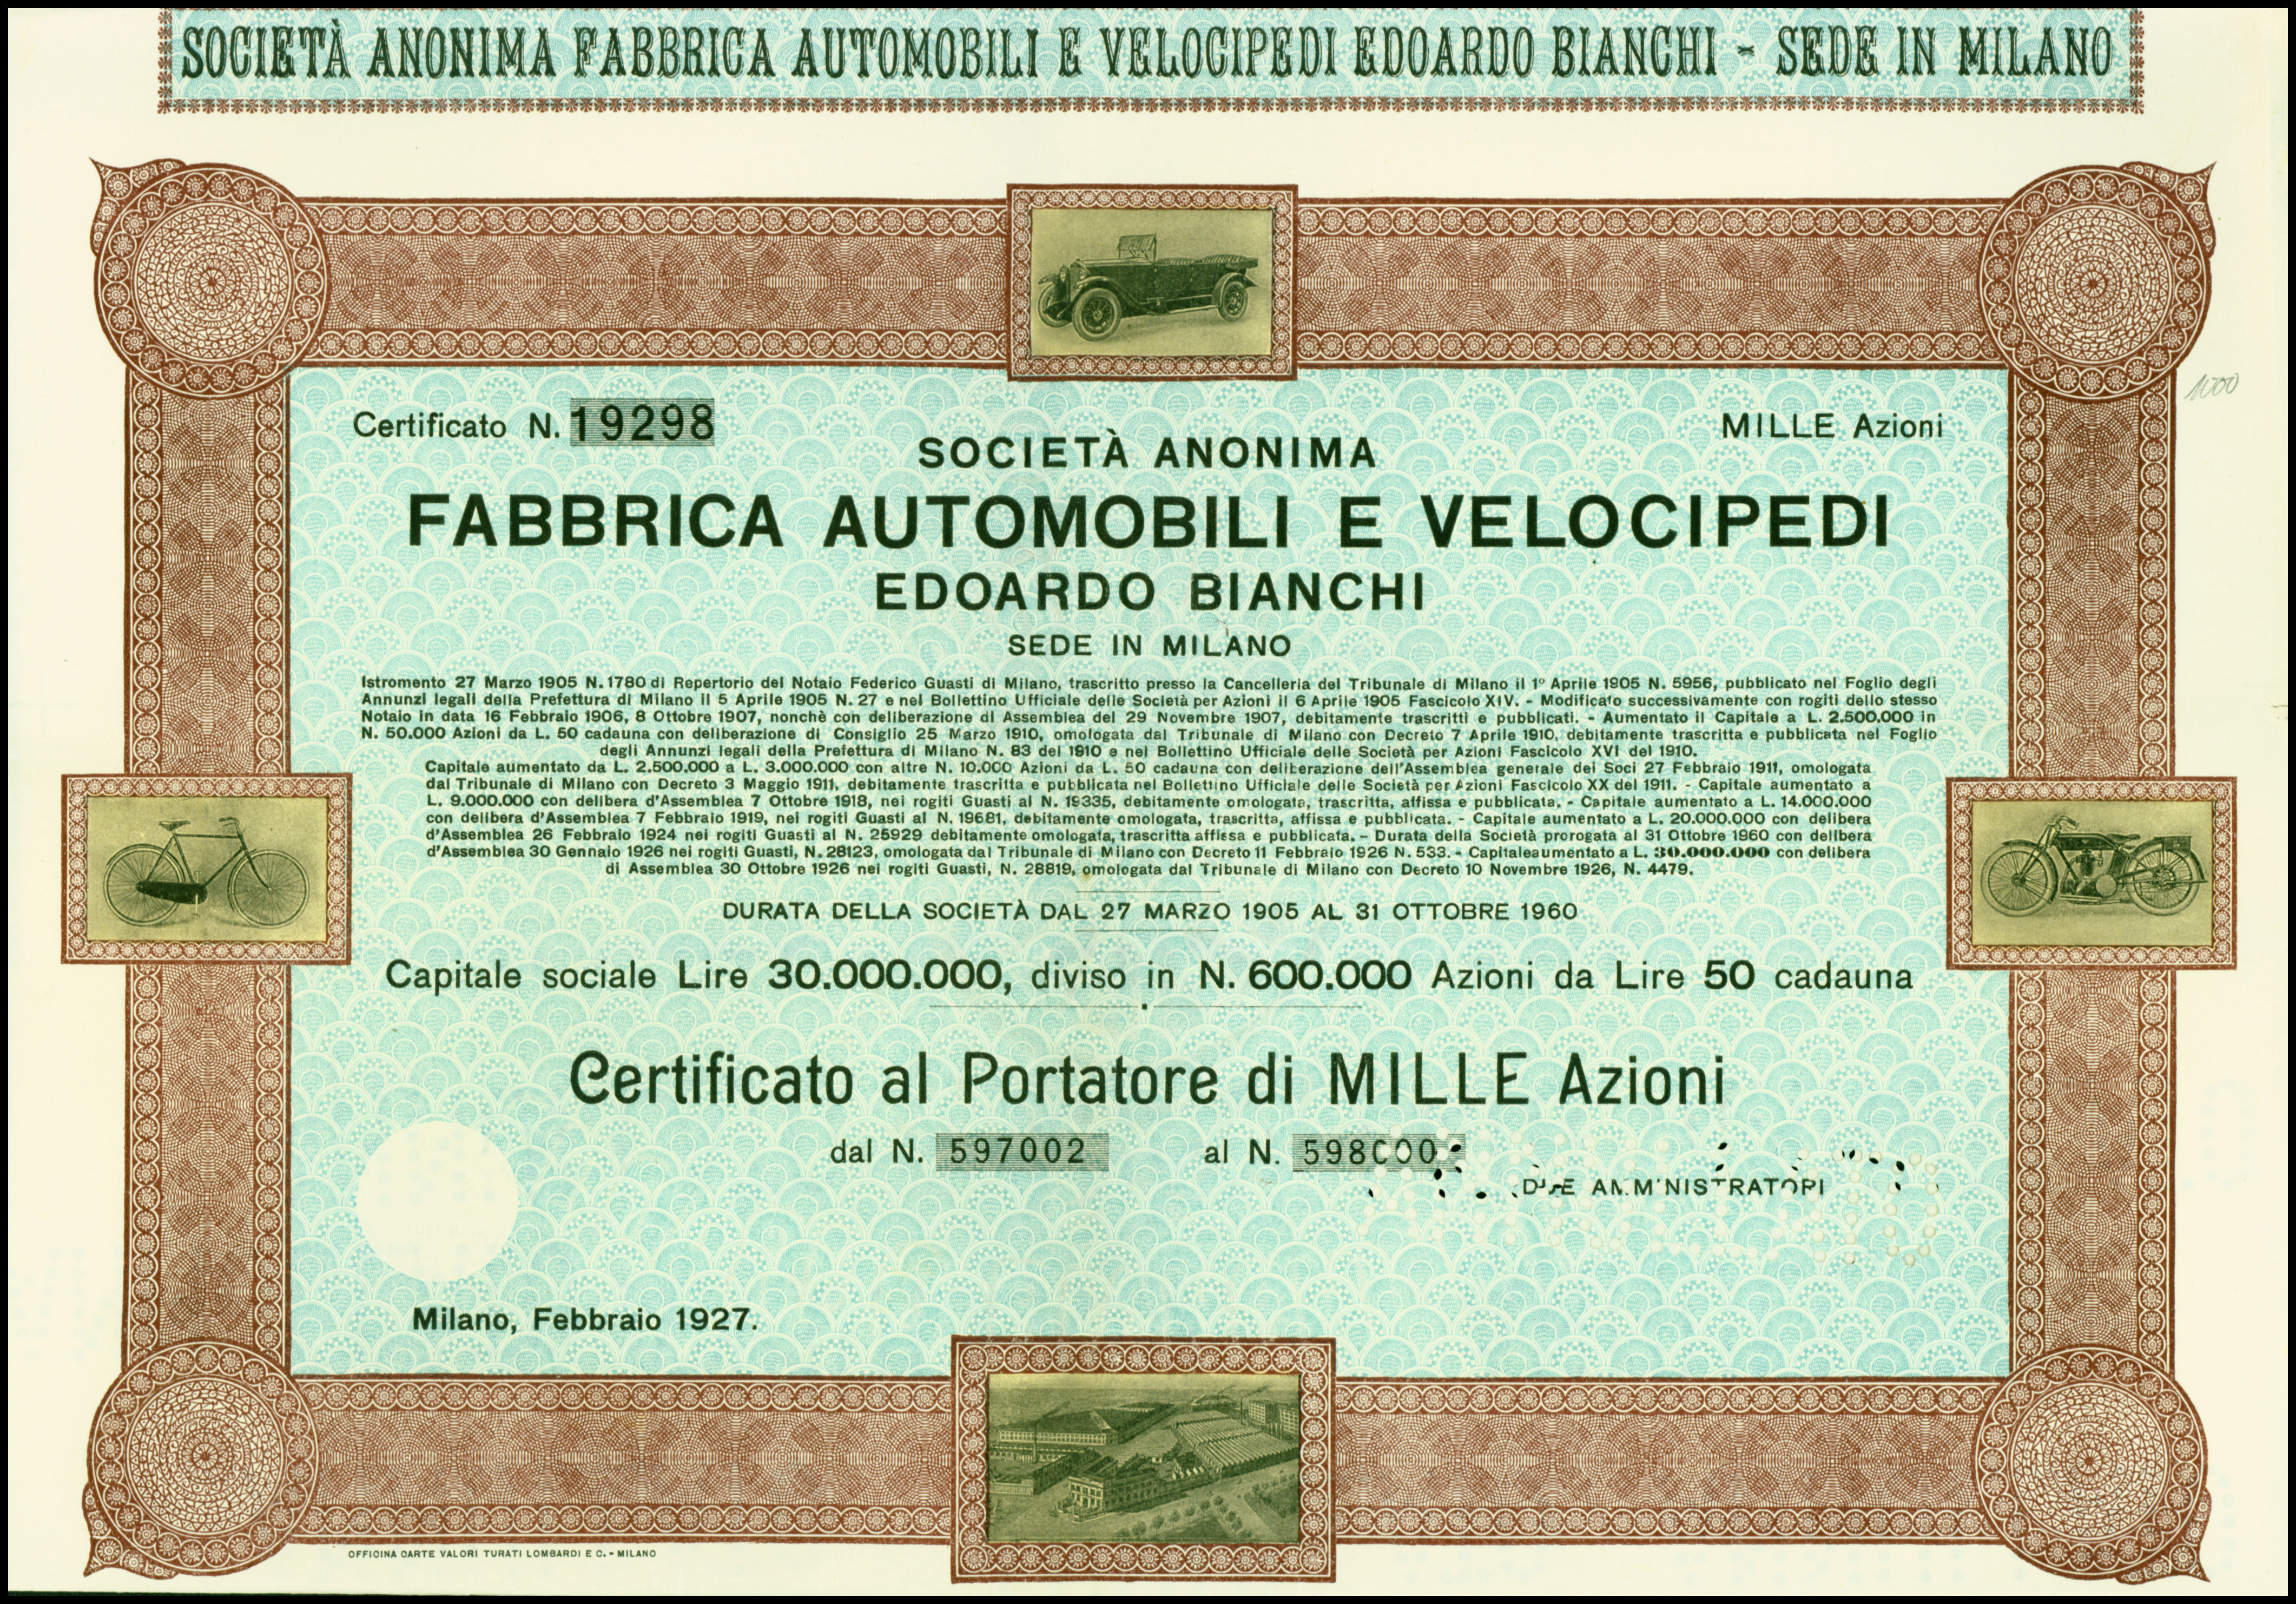 SOCIETÀ ANONIMA FABBRICA AUTOMOBILI E VELOCIPEDI EDOARDO BIANCHI - SEDE IN MILANO
1000
Certificato N. 19298
MILLE Azioni
SOCIETÀ ANONIMA
FABBRICA AUTOMOBILI E VELOCIPEDI
EDOARDO BIANCHI
SEDE IN MILANO
Istromento 27 Marzo 1905 N. 1780 di Repertorio del Notaio Federico Guasti di Milano, trascritto presso la Cancelleria del Tribunale di Milano il 1º Aprile 1905 N. 5956, pubblicato nel Foglio degli
Annunzi legali della Prefettura di Milano il 5 Aprile 1905 N. 27 e nel Bollettino Ufficiale delle Società per Azioni il 6 Aprile 1905 Fascicolo XIV. - Modificato successivamente con rogiti dello stesso
Notaio in data 16 Febbraio 1906, 8 Ottobre 1907, nonchè con deliberazione di Assemblea del 29 Novembre 1907, debitamente trascritti e pubblicati. - Aumentato il Capitale a L. 2.500.000 in
N. 50.000 Azioni da L. 50 cadauna con deliberazione di Consiglio 25 Marzo 1910, omologata dal Tribunale di Milano con Decreto 7 Aprile 1910, debitamente trascritta e pubblicata nel Foglio
degli Annunzi legali della Prefettura di Milano N. 83 del 1910 e nel Bollettino Ufficiale delle Società per Azioni Fascicolo XVI del 1910.
Capitale aumentato da L. 2.500.000 a L. 3.000.000 con altre N. 10.000 Azioni da L. 50 cadauna con deliberazione dell'Assemblea generale dei Soci 27 Febbraio 1911, omologata
dal Tribunale di Milano con Decreto 3 Maggio 1911, debitamente trascritta e pubblicata nel Bollettino Ufficiale delle Società per Azioni Fascicolo XX del 1911. - Capitale aumentato a
L. 9.000.000 con delibera d'Assemblea 7 Ottobre 1918, nei rogiti Guasti al N. 19335, debitamente omologata, trascritta, affissa e pubblicata. - Capitale aumentato a L. 14.000.000
con delibera d'Assemblea 7 Febbraio 1919, nei rogiti Guasti al N. 19681, debitamente omologata, trascritta, affissa e pubblicata. - Capitale aumentato a L. 20.000.000 con delibera
d'Assemblea 26 Febbraio 1924 nei rogiti Guasti al N. 25929 debitamente omologata, trascritta affissa e pubblicata. - Durata della Società prorogata al 31 Ottobre 1960 con delibera
d'Assemblea 30 Gennaio 1926 nei rogiti Guasti, N. 28123, omologata dal Tribunale di Milano con Decreto 11 Febbraio 1926 N. 533. - Capitale aumentato a L. 30.000.000 con delibera
di Assemblea 30 Ottobre 1926 nei rogiti Guasti, N. 28819, omologata dal Tribunale di Milano con Decreto 10 Novembre 1926, N. 4479.
DURATA DELLA SOCIETÀ DAL 27 MARZO 1905 AL 31 OTTOBRE 1960
Capitale sociale Lire 30.000.000, diviso in N. 600.000 Azioni da Lire 50 cadauna
Certificato al Portatore di MILLE Azioni
dal N. 597002 al N. 598000
DUE AMMINISTRATORI
Milano, Febbraio 1927.
OFFICINA CARTE VALORI TURATI LOMBARDI E C. - MILANO